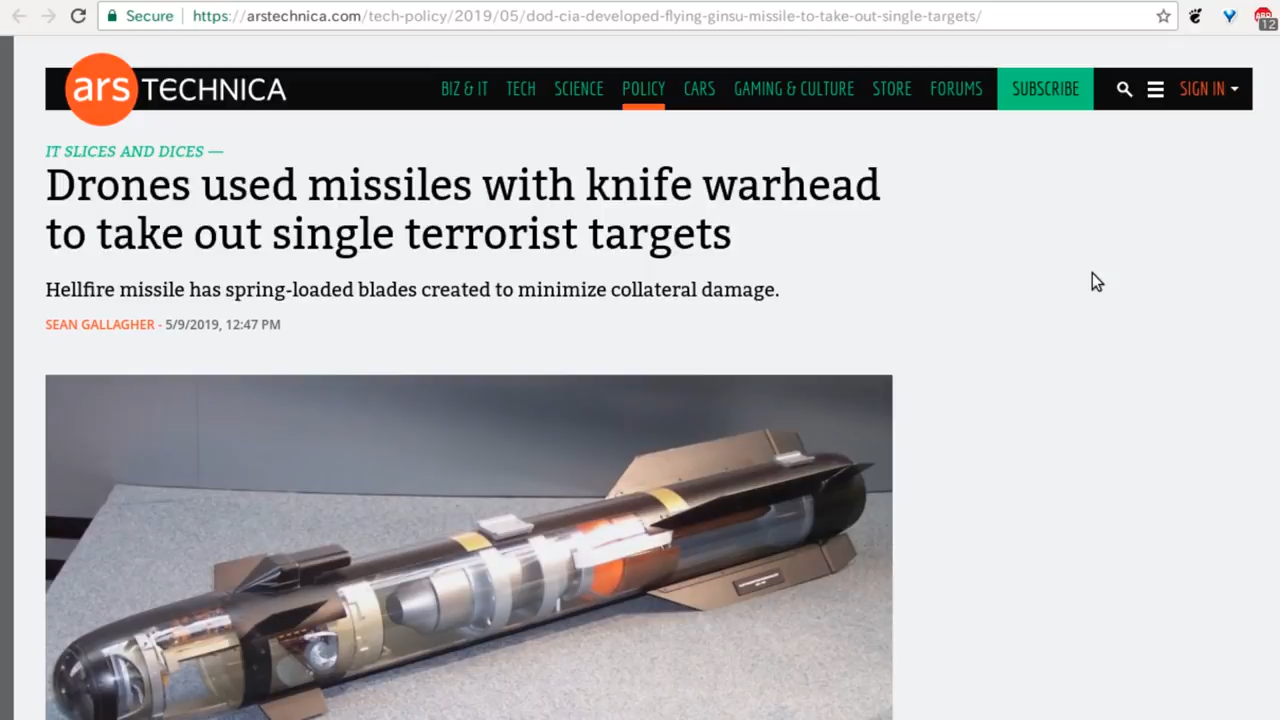 Secure https://arstechnica.com/tech-policy/2019/05/dod-cia-developed-flying-ginsu-missile-to-take-out-single-targets/
12
ars TECHNICA BIZ & IT TECH SCIENCE POLICY CARS GAMING & CULTURE STORE FORUMS SUBSCRIBE SIGN IN
IT SLICES AND DICES —
Drones used missiles with knife warhead
to take out single terrorist targets
Hellfire missile has spring-loaded blades created to minimize collateral damage.
SEAN GALLAGHER - 5/9/2019, 12:47 PM